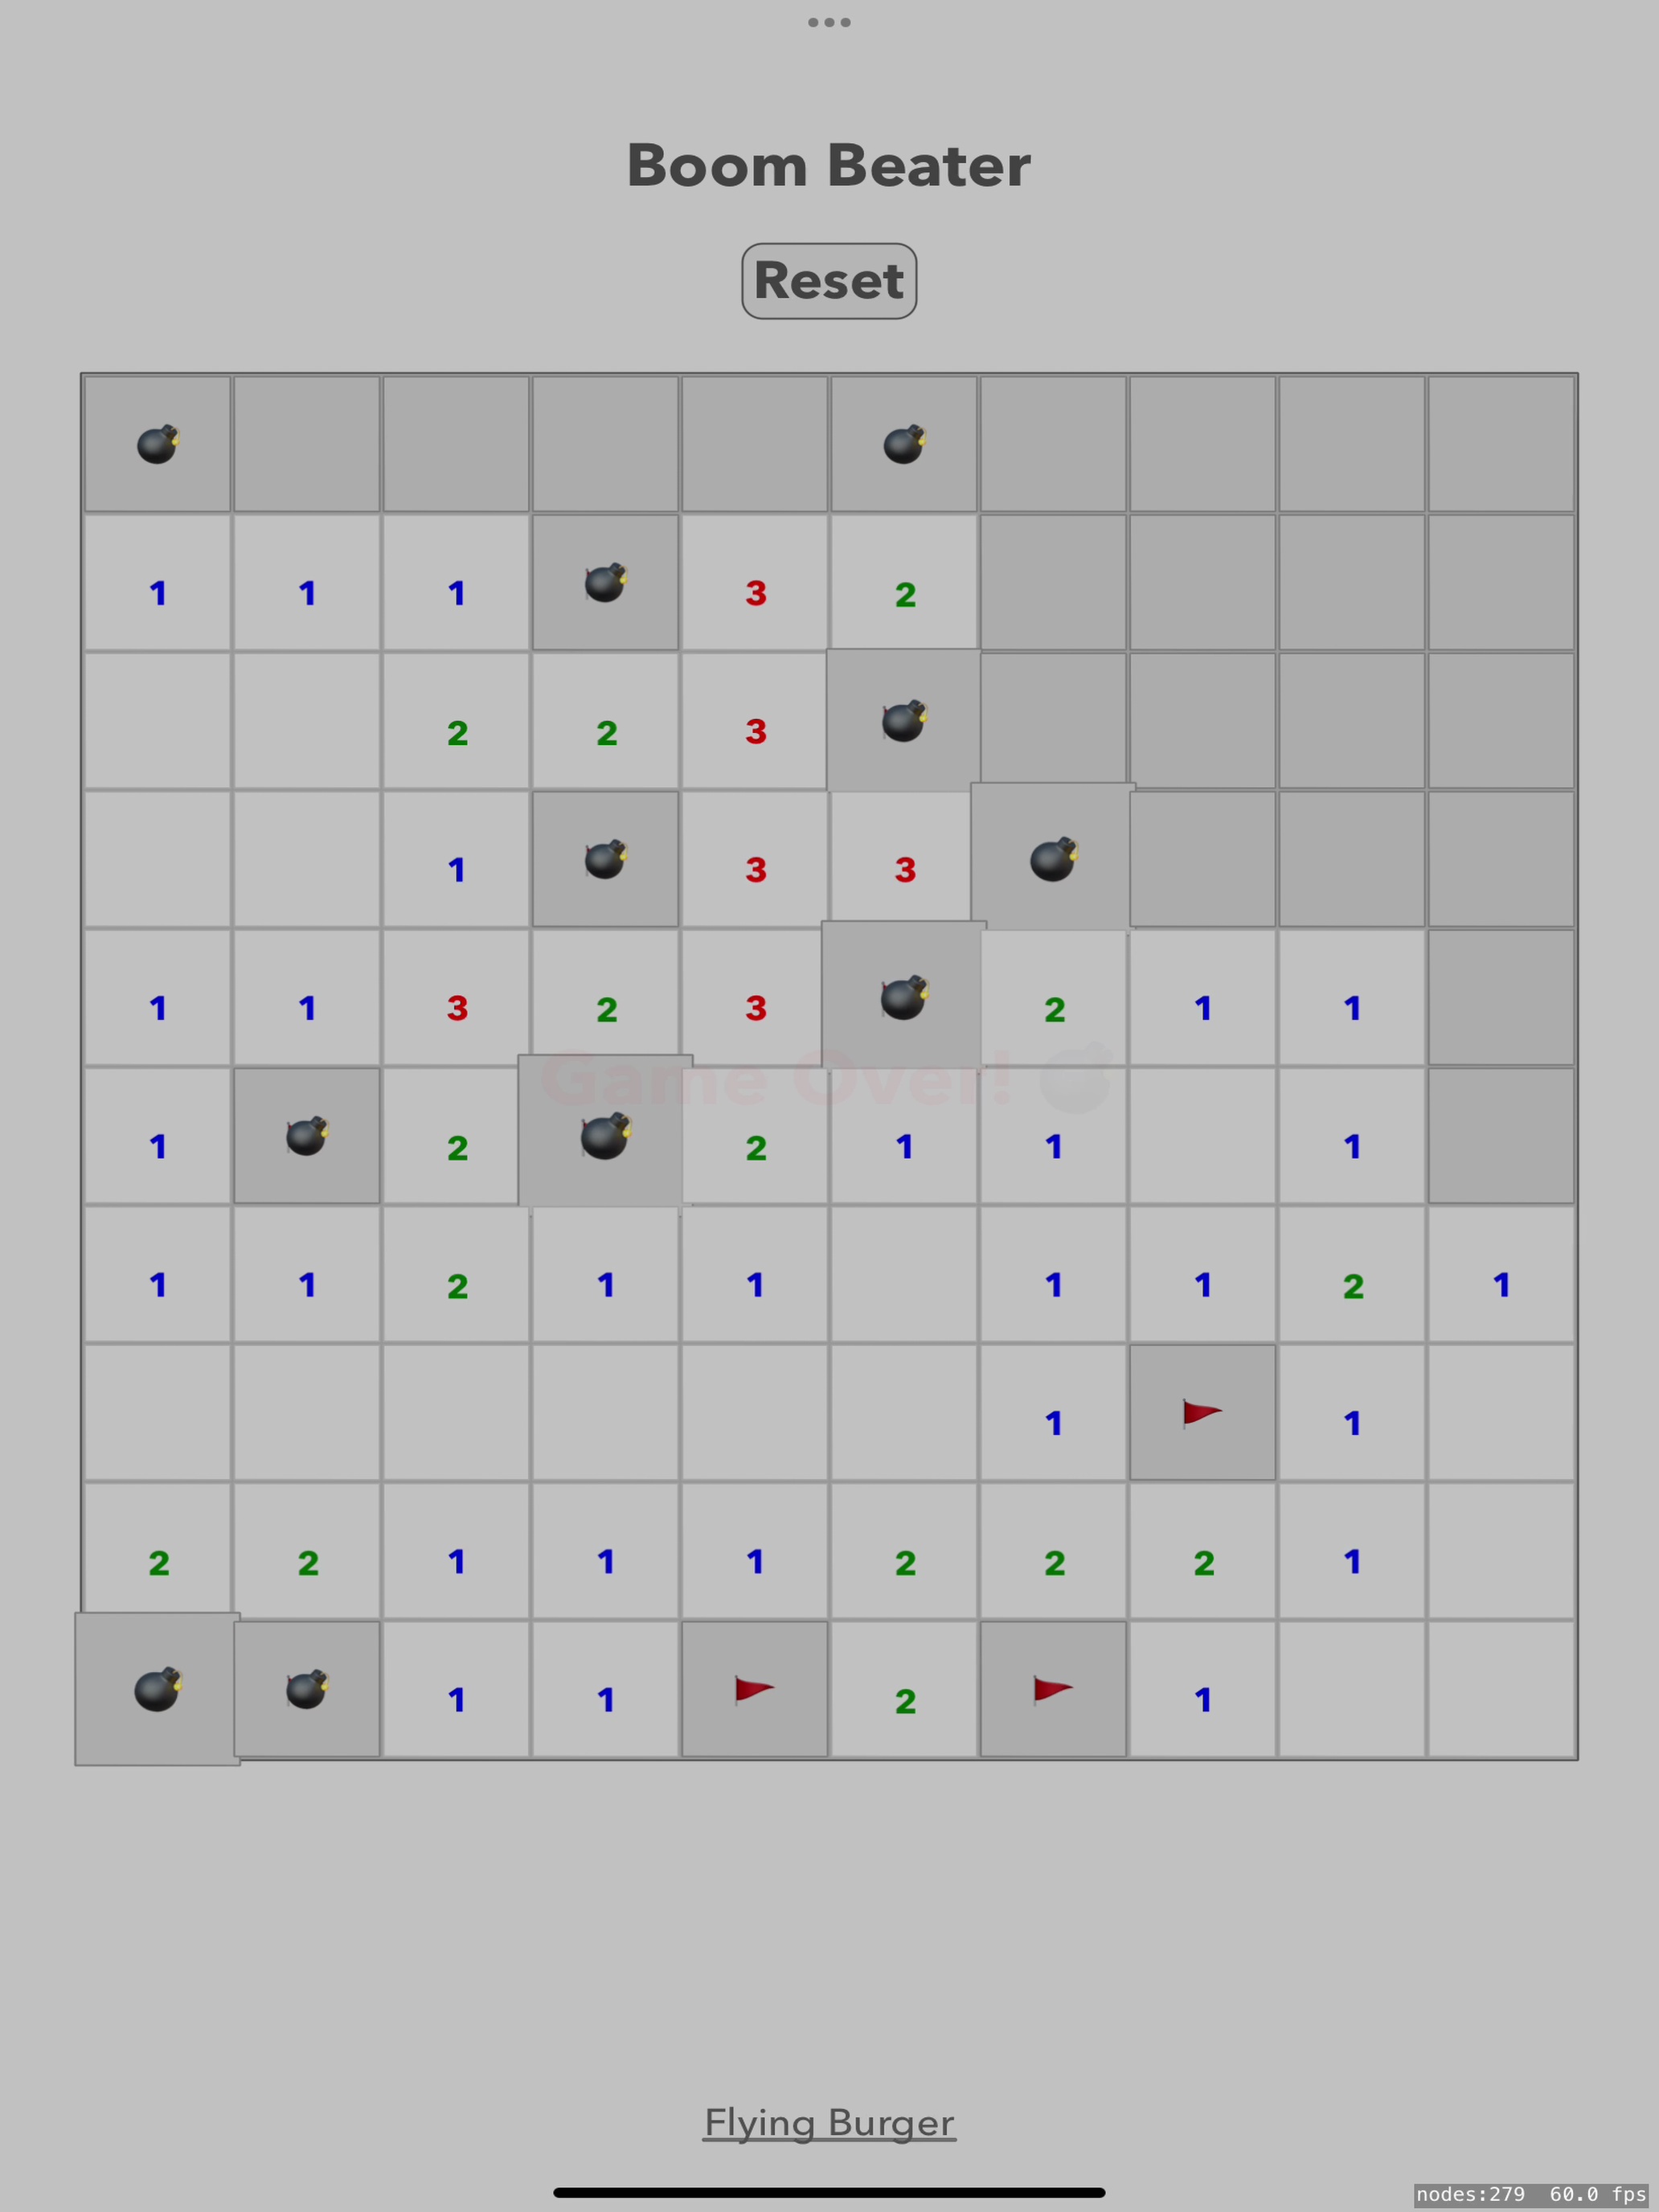 Boom Beater
Reset
1 1 1 3 2
2 2 3
1 3 3
1 1 3 2 3 2 1 1
Game Over!
1 2 2 1 1 1
1 1 2 1 1 1 1 2 1
1 1
2 2 1 1 1 2 2 2 1
1 1 2 1
Flying Burger
nodes:279 60.0 fps